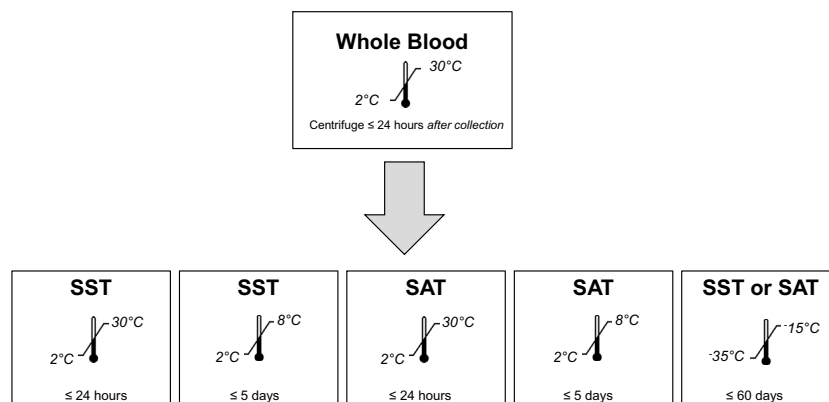 Whole Blood
30°C
2°C
Centrifuge ≤ 24 hours after collection
SST
30°C
2°C
≤ 24 hours
SST
8°C
2°C
≤ 5 days
SAT
30°C
2°C
≤ 24 hours
SAT
8°C
2°C
≤ 5 days
SST or SAT
-15°C
-35°C
≤ 60 days